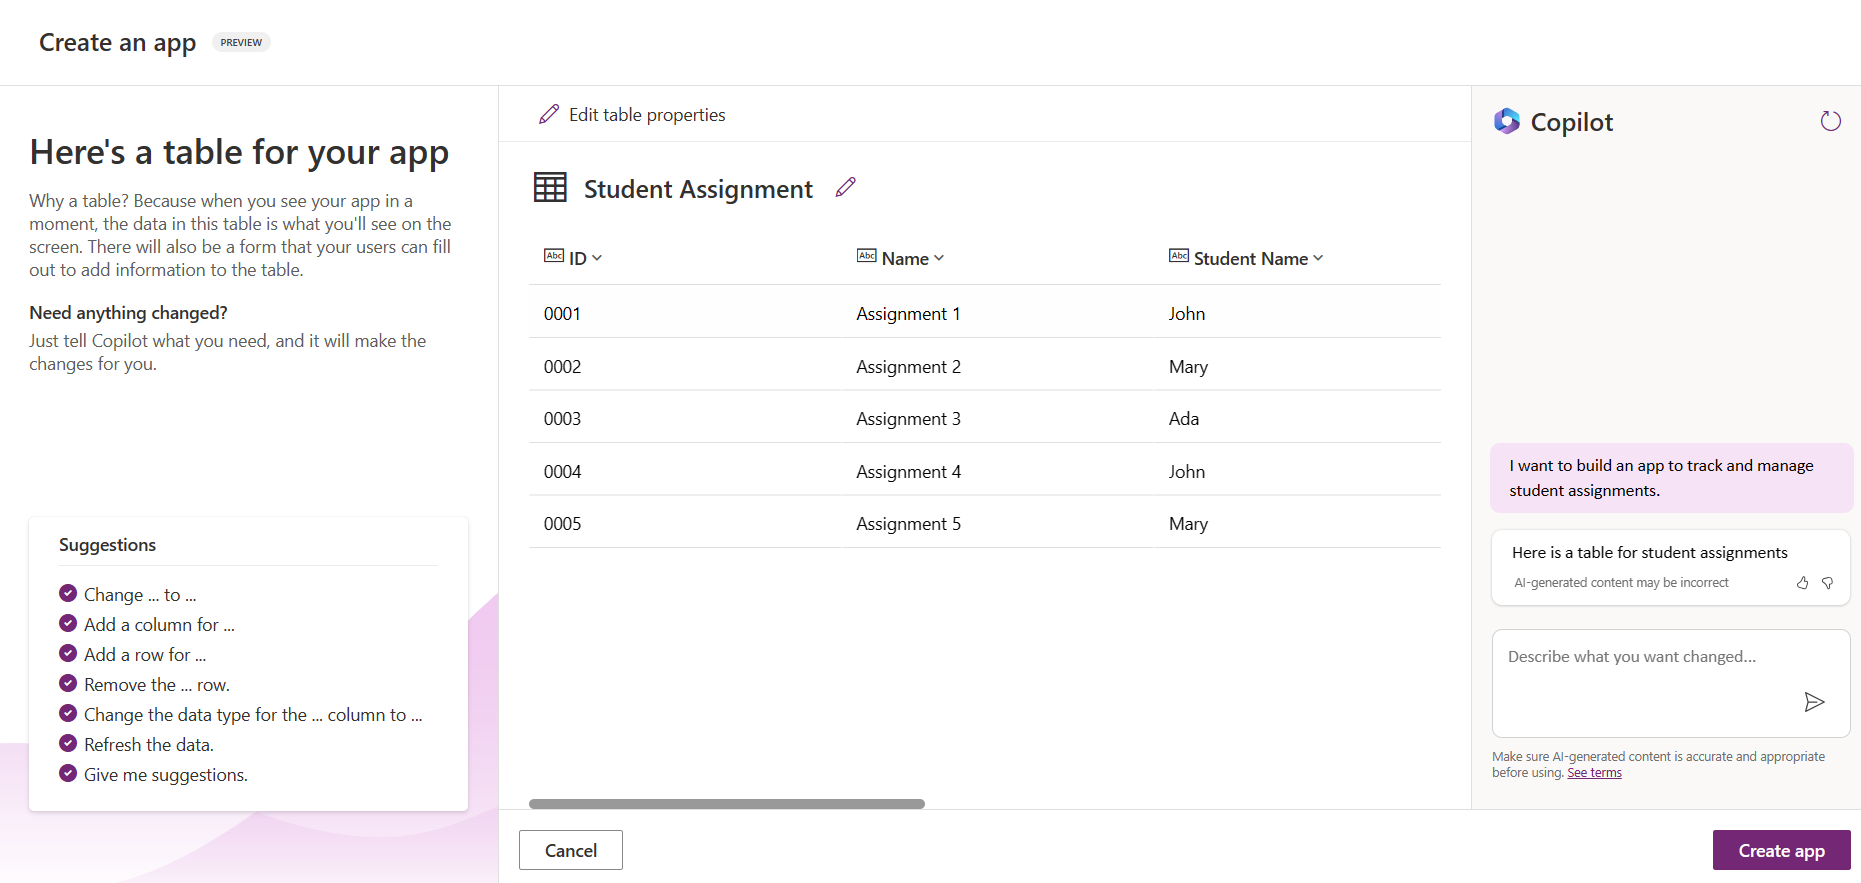 Create an app PREVIEW
Here's a table for your app
Why a table? Because when you see your app in a
moment, the data in this table is what you'll see on the
screen. There will also be a form that your users can fill
out to add information to the table.
Need anything changed?
Just tell Copilot what you need, and it will make the
changes for you.
Suggestions
Change ... to ...
Add a column for ...
Add a row for ...
Remove the ... row.
Change the data type for the ... column to ...
Refresh the data.
Give me suggestions.
Edit table properties
Student Assignment
Abc ID Abc Name Abc Student Name
0001 Assignment 1 John
0002 Assignment 2 Mary
0003 Assignment 3 Ada
0004 Assignment 4 John
0005 Assignment 5 Mary
Cancel
Copilot
I want to build an app to track and manage
student assignments.
Here is a table for student assignments
AI-generated content may be incorrect
Describe what you want changed...
Make sure AI-generated content is accurate and appropriate
before using. See terms
Create app